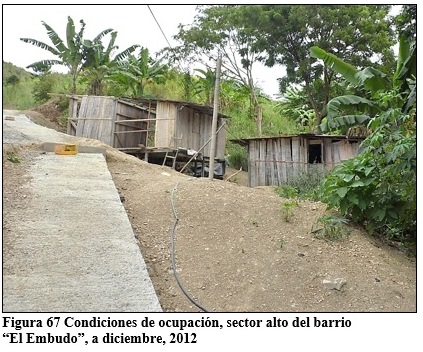 Figura 67 Condiciones de ocupación, sector alto del barrio
“El Embudo”, a diciembre, 2012